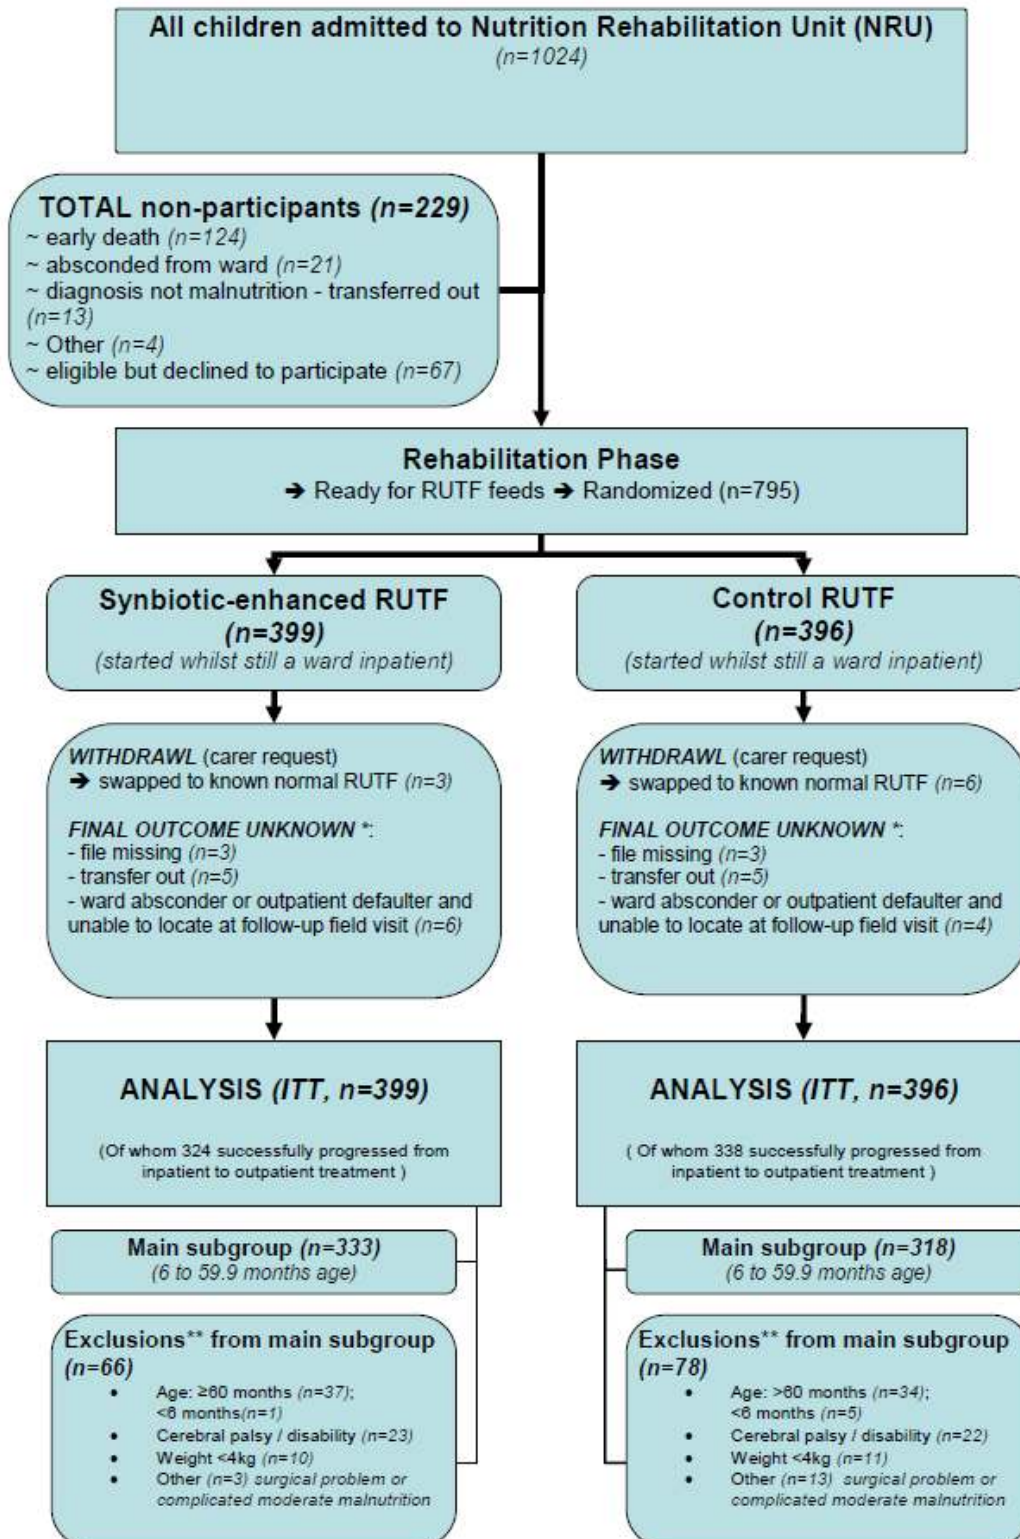 All children admitted to Nutrition Rehabilitation Unit (NRU)
(n=1024)
TOTAL non-participants (n=229)
~ early death (n=124)
~ absconded from ward (n=21)
~ diagnosis not malnutrition - transferred out
(n=13)
~ Other (n=4)
~ eligible but declined to participate (n=67)
Rehabilitation Phase
➔ Ready for RUTF feeds ➔ Randomized (n=795)
Synbiotic-enhanced RUTF
(n=399)
(started whilst still a ward inpatient)
Control RUTF
(n=396)
(started whilst still a ward inpatient)
WITHDRAWL (carer request)
➔ swapped to known normal RUTF (n=3)
FINAL OUTCOME UNKNOWN *:
- file missing (n=3)
- transfer out (n=5)
- ward absconder or outpatient defaulter and
unable to locate at follow-up field visit (n=6)
WITHDRAWL (carer request)
➔ swapped to known normal RUTF (n=6)
FINAL OUTCOME UNKNOWN *:
- file missing (n=3)
- transfer out (n=5)
- ward absconder or outpatient defaulter and
unable to locate at follow-up field visit (n=4)
ANALYSIS (ITT, n=399)
(Of whom 324 successfully progressed from
inpatient to outpatient treatment )
ANALYSIS (ITT, n=396)
( Of whom 338 successfully progressed from
inpatient to outpatient treatment )
Main subgroup (n=333)
(6 to 59.9 months age)
Main subgroup (n=318)
(6 to 59.9 months age)
Exclusions** from main subgroup
(n=66)
• Age: ≥60 months (n=37);
<6 months(n=1)
• Cerebral palsy / disability (n=23)
• Weight <4kg (n=10)
• Other (n=3) surgical problem or
complicated moderate malnutrition
Exclusions** from main subgroup
(n=78)
• Age: >60 months (n=34);
<6 months (n=5)
• Cerebral palsy / disability (n=22)
• Weight <4kg (n=11)
• Other (n=13) surgical problem or
complicated moderate malnutrition